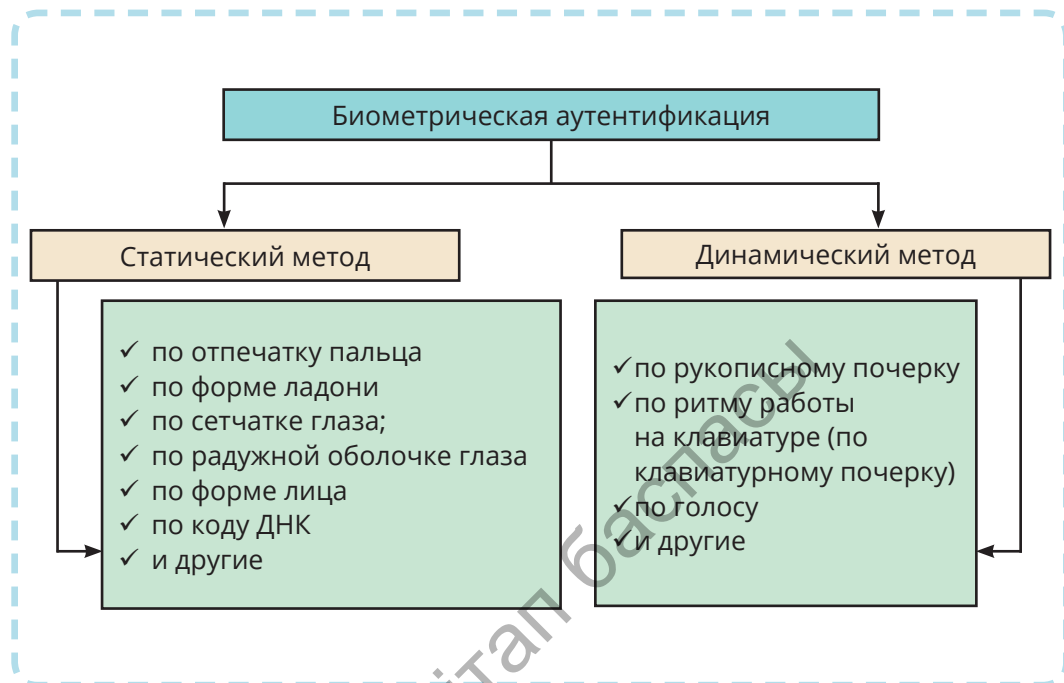 Биометрическая аутентификация
Статический метод
✓ по отпечатку пальца
✓ по форме ладони
✓ по сетчатке глаза;
✓ по радужной оболочке глаза
✓ по форме лица
✓ по коду ДНК
✓ и другие
Динамический метод
✓ по рукописному почерку
✓ по ритму работы
на клавиатуре (по
клавиатурному почерку)
✓ по голосу
✓ и другие
баспасы